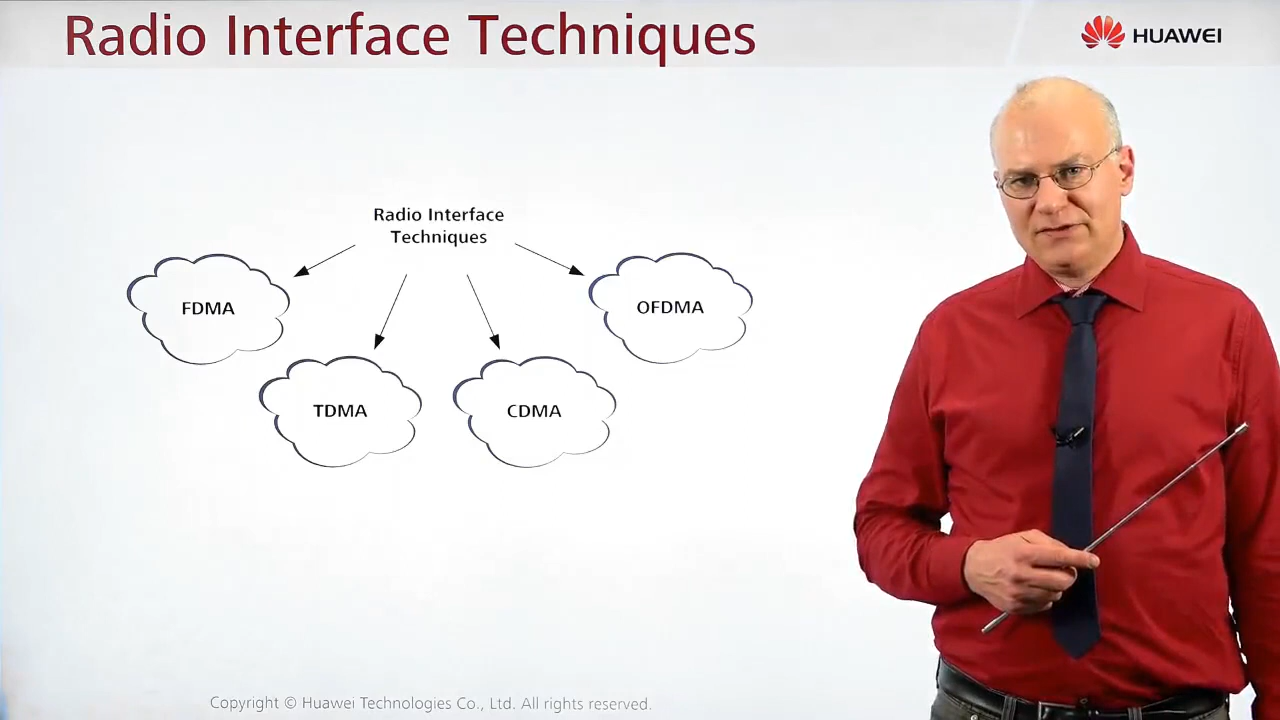 Radio Interface Techniques
HUAWEI
Radio Interface
Techniques
FDMA
OFDMA
TDMA
CDMA
Copyright © Huawei Technologies Co., Ltd. All rights reserved.